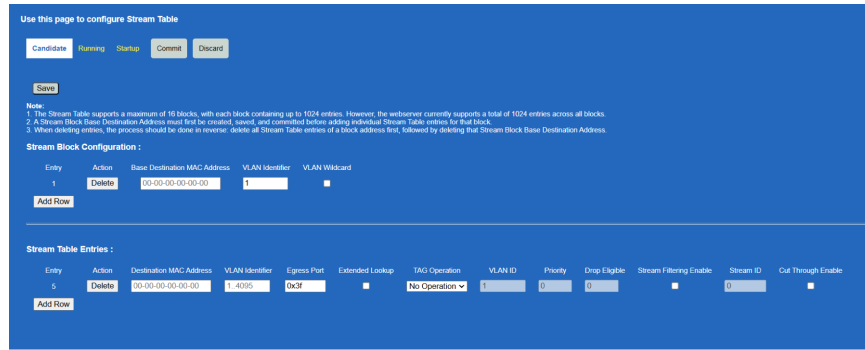 Use this page to configure Stream Table
Candidate Running Startup Commit Discard
Save
Note:
1. The Stream Table supports a maximum of 16 blocks, with each block containing up to 1024 entries. However, the webserver currently supports a total of 1024 entries across all blocks.
2. A Stream Block Base Destination Address must first be created, saved, and committed before adding individual Stream Table entries for that block.
3. When deleting entries, the process should be done in reverse: delete all Stream Table entries of a block address first, followed by deleting that Stream Block Base Destination Address.
Stream Block Configuration :
Entry Action Base Destination MAC Address VLAN Identifier VLAN Wildcard
1 Delete 00-00-00-00-00-00 1
Add Row
Stream Table Entries :
Entry Action Destination MAC Address VLAN Identifier Egress Port Extended Lookup TAG Operation VLAN ID Priority Drop Eligible Stream Filtering Enable Stream ID Cut Through Enable
5 Delete 00-00-00-00-00-00 1..4095 0x3f No Operation 1 0 0 0
Add Row